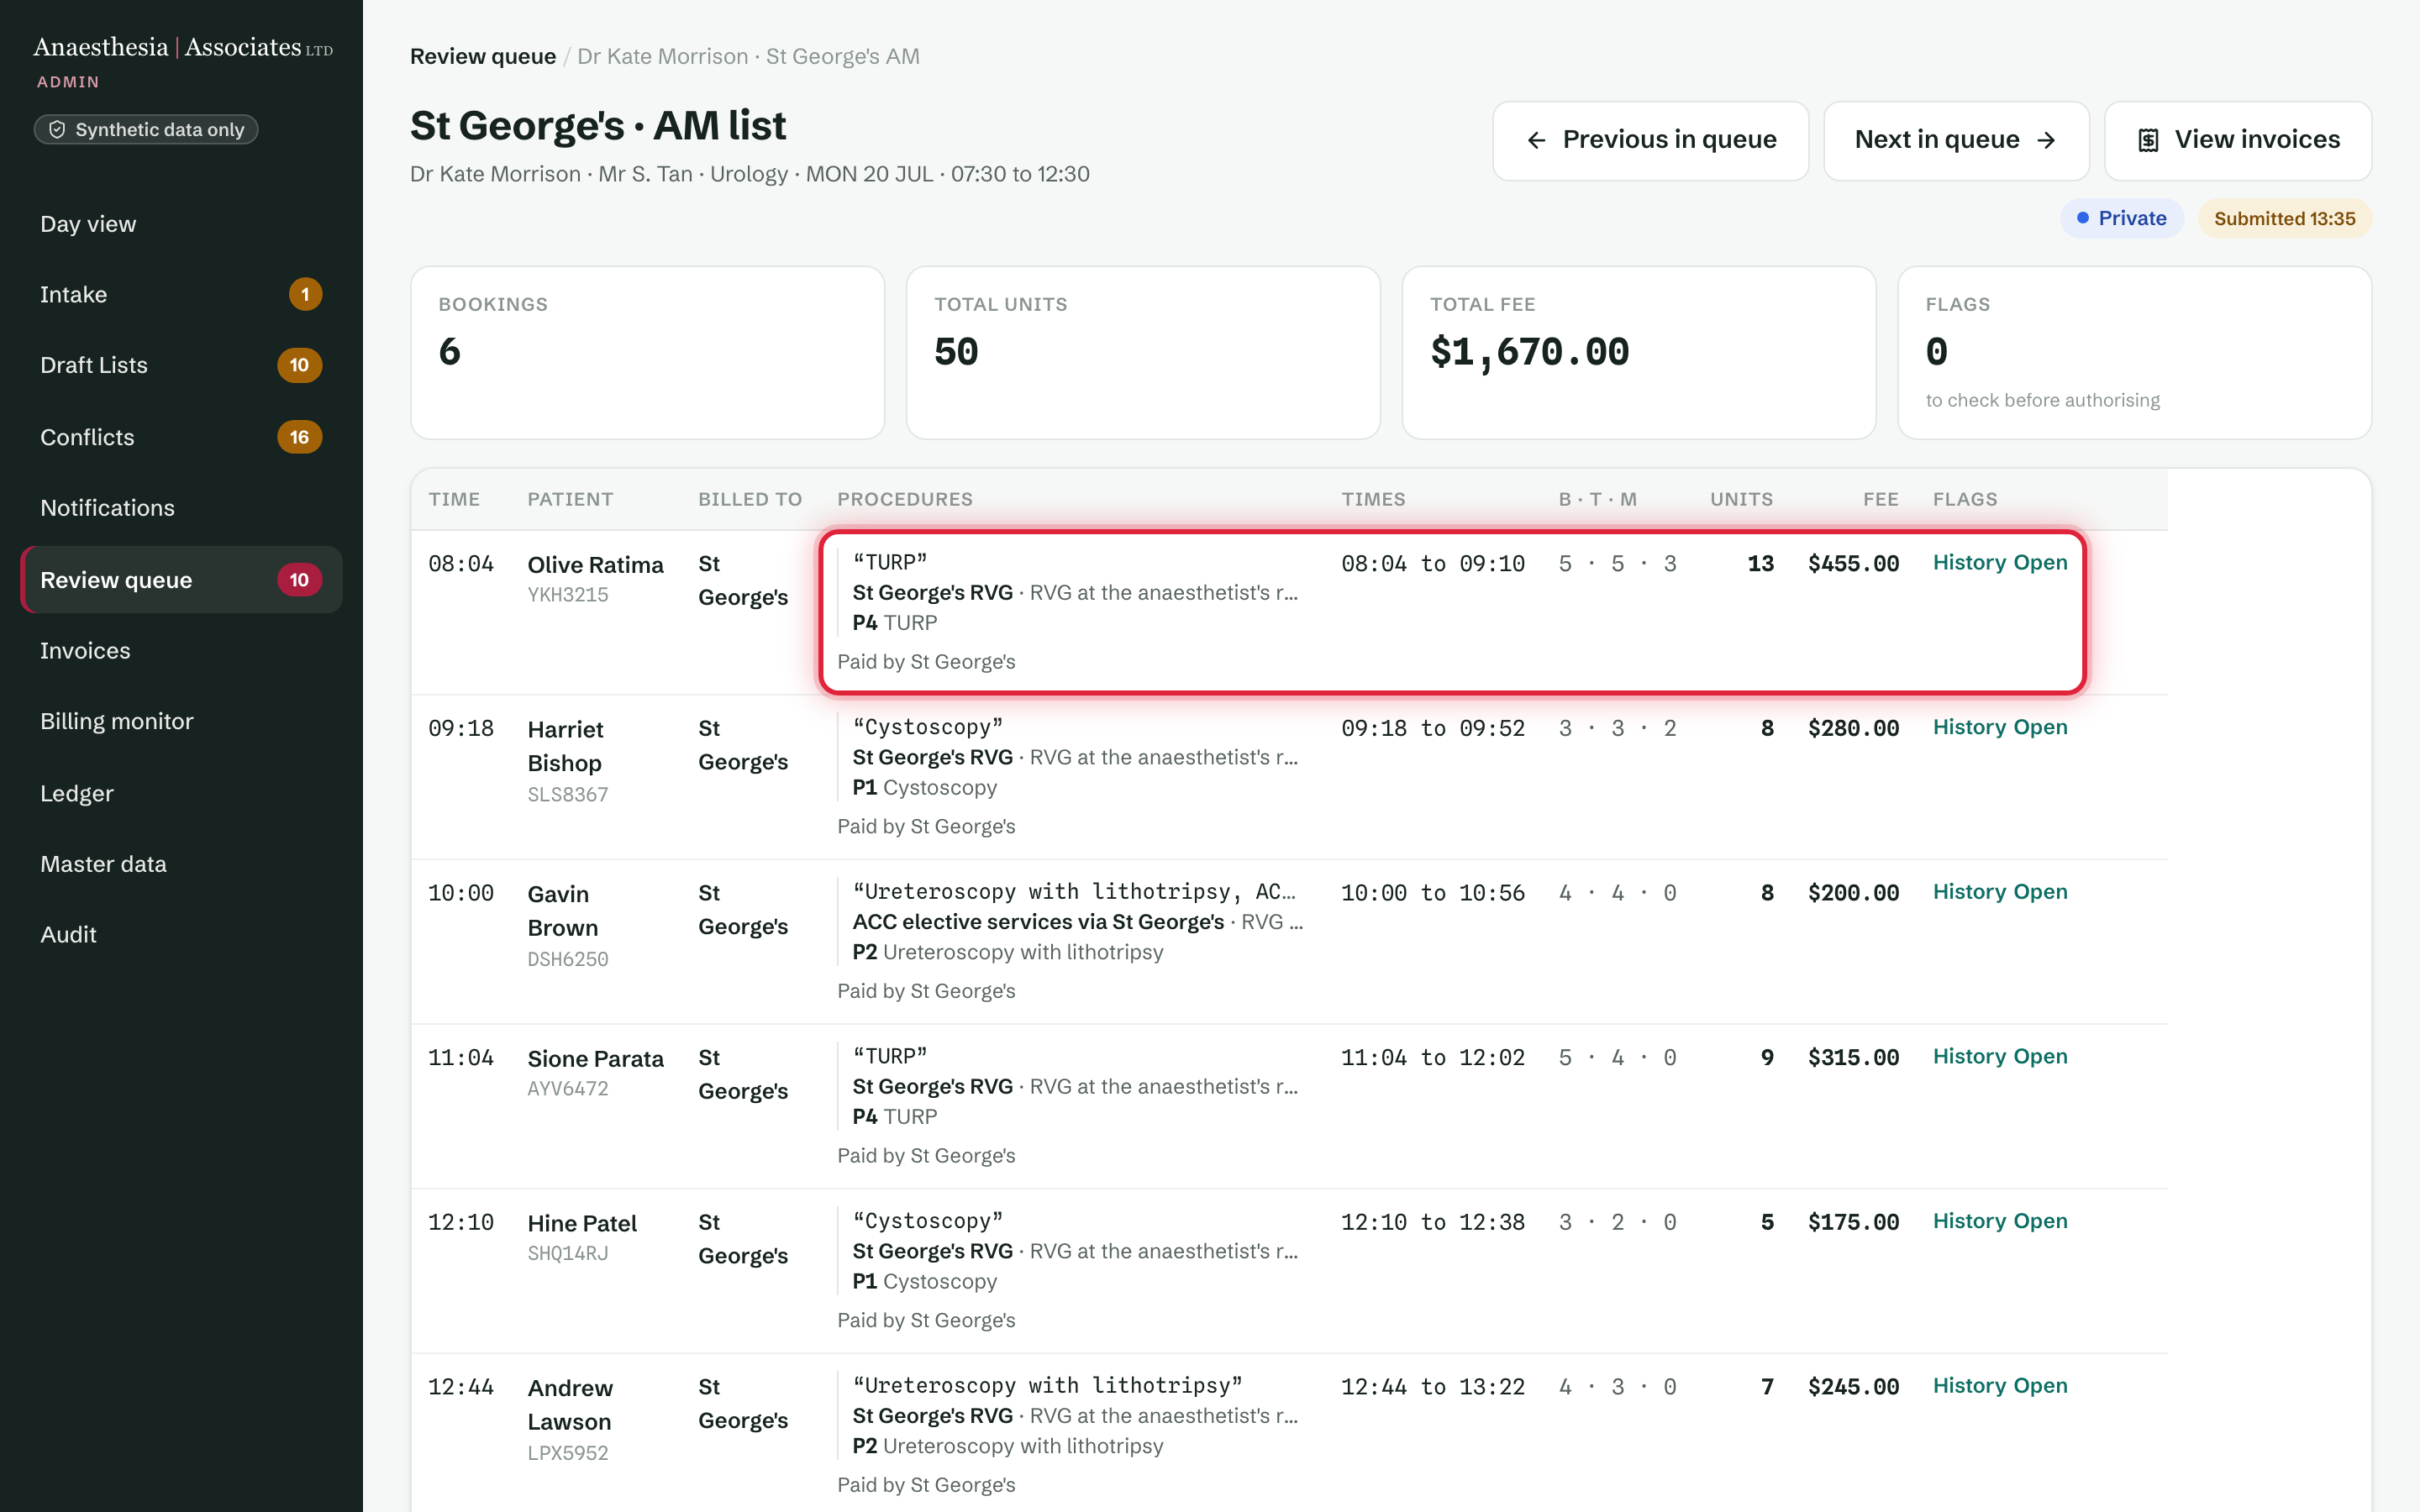 Anaesthesia | Associates LTD
ADMIN
Synthetic data only
Day view
Intake 1
Draft Lists 10
Conflicts 16
Notifications
Review queue 10
Invoices
Billing monitor
Ledger
Master data
Audit
Review queue / Dr Kate Morrison · St George's AM
St George's · AM list
Dr Kate Morrison · Mr S. Tan · Urology · MON 20 JUL · 07:30 to 12:30
← Previous in queue
Next in queue →
View invoices
Private
Submitted 13:35
BOOKINGS
6
TOTAL UNITS
50
TOTAL FEE
$1,670.00
FLAGS
0
to check before authorising
TIME PATIENT BILLED TO PROCEDURES TIMES B · T · M UNITS FEE FLAGS
08:04 Olive Ratima St “TURP” 08:04 to 09:10 5 · 5 · 3 13 $455.00 History Open
YKH3215 George's St George's RVG · RVG at the anaesthetist's r...
P4 TURP
Paid by St George's
09:18 Harriet St “Cystoscopy” 09:18 to 09:52 3 · 3 · 2 8 $280.00 History Open
Bishop George's St George's RVG · RVG at the anaesthetist's r...
SLS8367 P1 Cystoscopy
Paid by St George's
10:00 Gavin St “Ureteroscopy with lithotripsy, AC... 10:00 to 10:56 4 · 4 · 0 8 $200.00 History Open
Brown George's ACC elective services via St George's · RVG ...
DSH6250 P2 Ureteroscopy with lithotripsy
Paid by St George's
11:04 Sione Parata St “TURP” 11:04 to 12:02 5 · 4 · 0 9 $315.00 History Open
AYV6472 George's St George's RVG · RVG at the anaesthetist's r...
P4 TURP
Paid by St George's
12:10 Hine Patel St “Cystoscopy” 12:10 to 12:38 3 · 2 · 0 5 $175.00 History Open
SHQ14RJ George's St George's RVG · RVG at the anaesthetist's r...
P1 Cystoscopy
Paid by St George's
12:44 Andrew St “Ureteroscopy with lithotripsy” 12:44 to 13:22 4 · 3 · 0 7 $245.00 History Open
Lawson George's St George's RVG · RVG at the anaesthetist's r...
LPX5952 P2 Ureteroscopy with lithotripsy
Paid by St George's